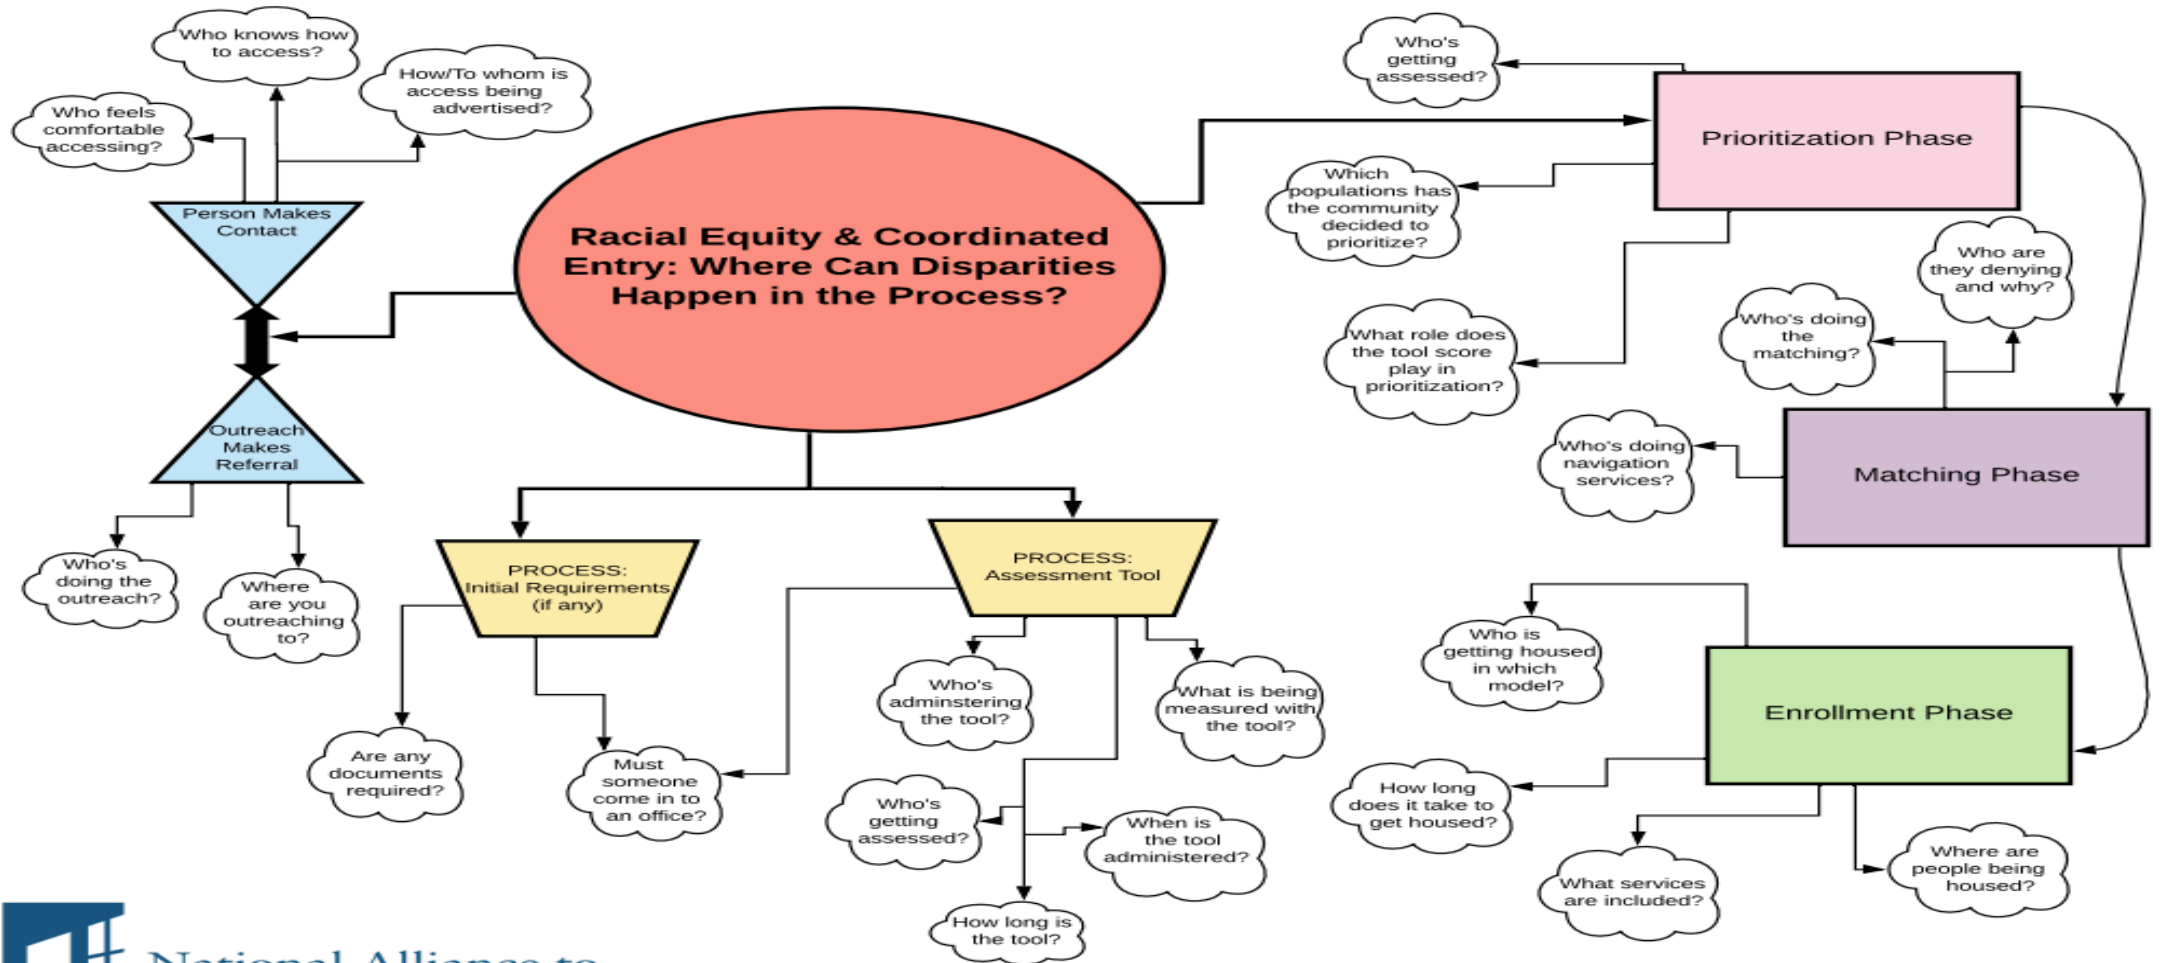 Who knows how
to access?
How/To whom is
access being
advertised?
Who feels
comfortable
accessing?
Person Makes
Contact
Outreach
Makes
Referral
Who's
doing the
outreach?
Where
are you
outreaching
to?
Racial Equity & Coordinated
Entry: Where Can Disparities
Happen in the Process?
PROCESS:
Initial Requirements
(if any)
Are any
documents
required?
Must
someone
come in to
an office?
PROCESS:
Assessment Tool
Who's
adminstering
the tool?
What is being
measured with
the tool?
Who's
getting
assessed?
When is
the tool
administered?
How long is
the tool?
Who's
getting
assessed?
Prioritization Phase
Which
populations has
the community
decided to
prioritize?
What role does
the tool score
play in
prioritization?
Who are
they denying
and why?
Who's doing
the
matching?
Who's doing
navigation
services?
Matching Phase
Who is
getting housed
in which
model?
Enrollment Phase
How long
does it take to
get housed?
What services
are included?
Where are
people being
housed?
National Alliance to